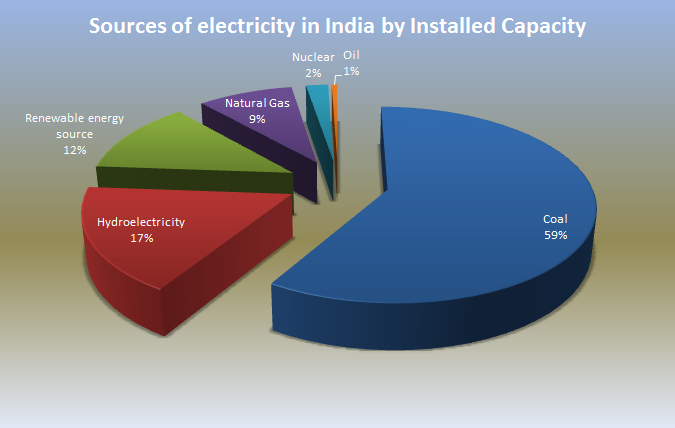 Sources of electricity in India by Installed Capacity
Nuclear
2%
Oil
1%
Natural Gas
9%
Renewable energy
source
12%
Hydroelectricity
17%
Coal
59%